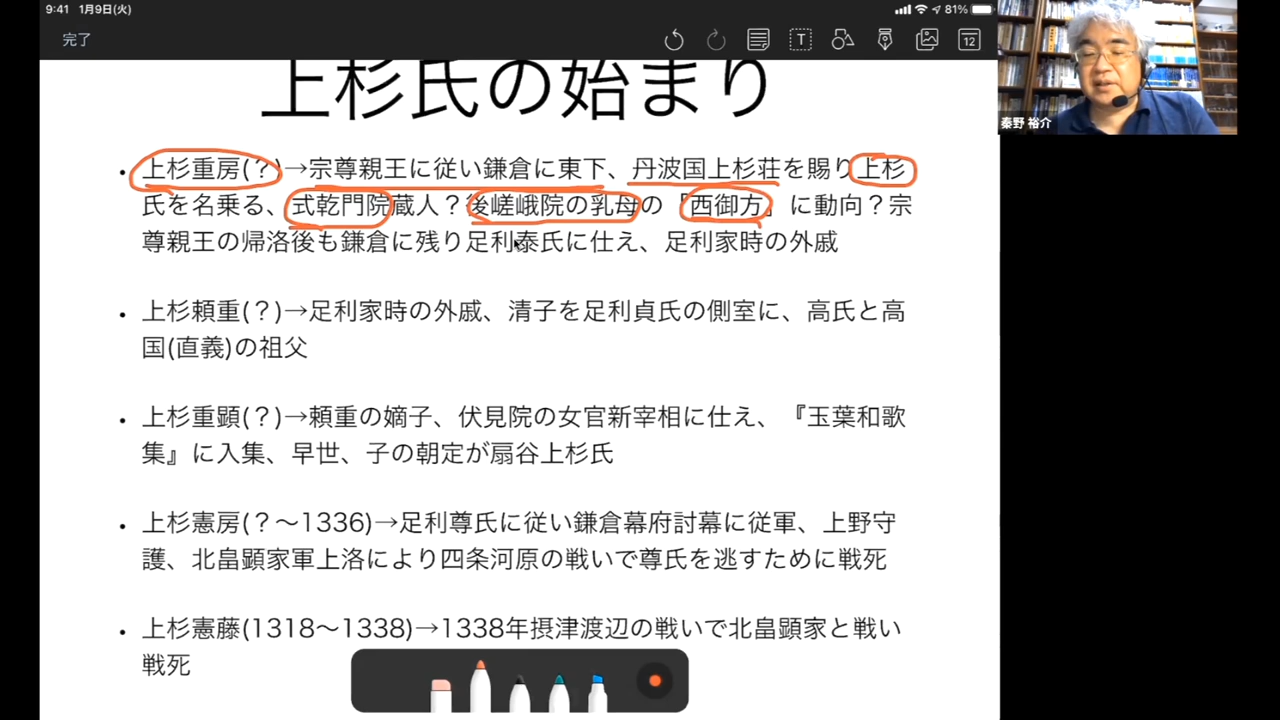 9:41 1月9日(火)
81%
完了
T
12
上杉氏の始まり
秦野 裕介
• 上杉重房(？)→宗尊親王に従い鎌倉に東下、丹波国上杉荘を賜り上杉
氏を名乗る、式乾門院蔵人？後嵯峨院の乳母の「西御方」に動向？宗
尊親王の帰洛後も鎌倉に残り足利泰氏に仕え、足利家時の外戚
• 上杉頼重(？)→足利家時の外戚、清子を足利貞氏の側室に、高氏と高
国(直義)の祖父
• 上杉重顕(？)→頼重の嫡子、伏見院の女官新宰相に仕え、『玉葉和歌
集』に入集、早世、子の朝定が扇谷上杉氏
• 上杉憲房(？〜1336)→足利尊氏に従い鎌倉幕府討幕に従軍、上野守
護、北畠顕家軍上洛により四条河原の戦いで尊氏を逃すために戦死
• 上杉憲藤(1318〜1338)→1338年摂津渡辺の戦いで北畠顕家と戦い
戦死